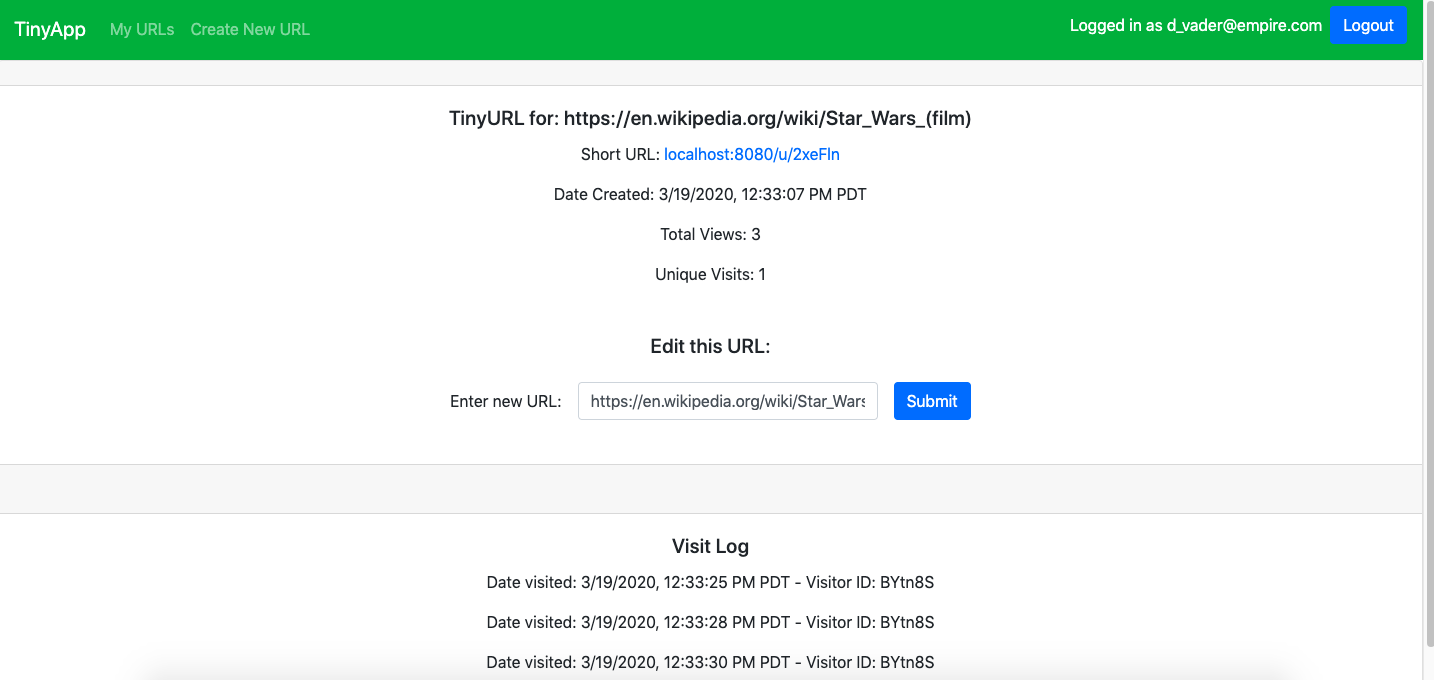 TinyApp My URLs Create New URL Logged in as d_vader@empire.com Logout
TinyURL for: https://en.wikipedia.org/wiki/Star_Wars_(film)
Short URL: localhost:8080/u/2xeFln
Date Created: 3/19/2020, 12:33:07 PM PDT
Total Views: 3
Unique Visits: 1
Edit this URL:
Enter new URL: https://en.wikipedia.org/wiki/Star_Wars Submit
Visit Log
Date visited: 3/19/2020, 12:33:25 PM PDT - Visitor ID: BYtn8S
Date visited: 3/19/2020, 12:33:28 PM PDT - Visitor ID: BYtn8S
Date visited: 3/19/2020, 12:33:30 PM PDT - Visitor ID: BYtn8S